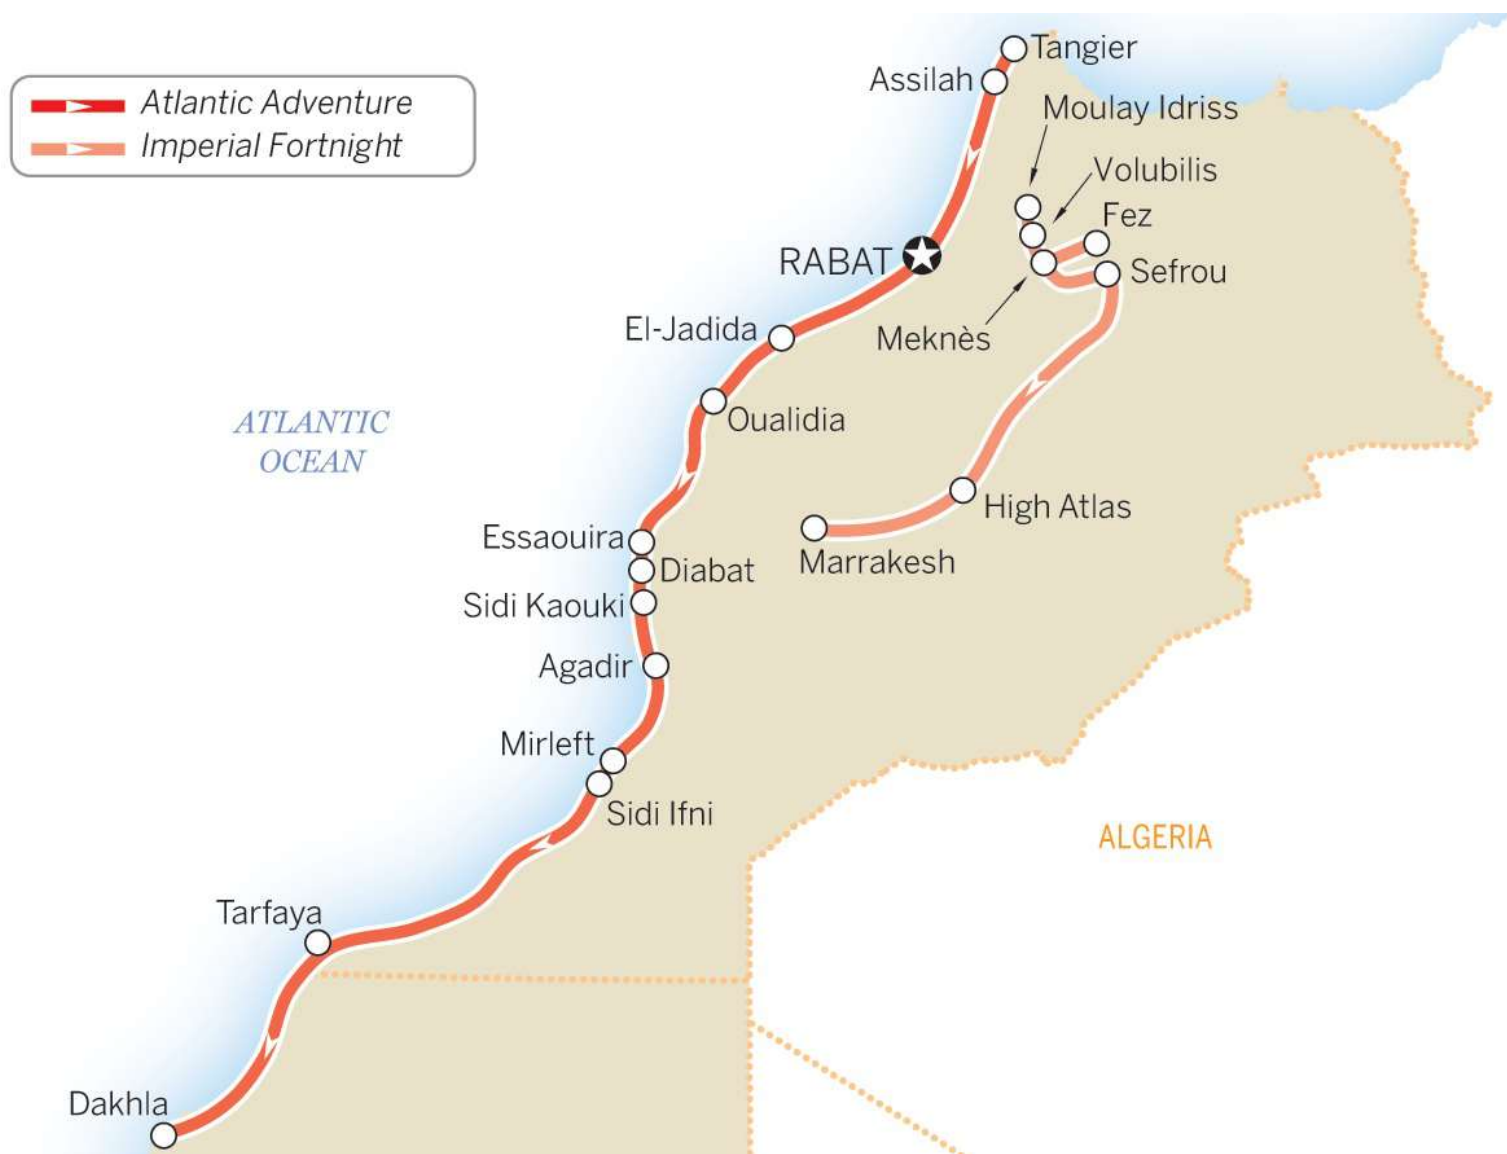 Atlantic Adventure
Imperial Fortnight
Tangier
Assilah
Moulay Idriss
Volubilis
Fez
RABAT
Sefrou
El-Jadida
Meknès
Oualidia
ATLANTIC
OCEAN
High Atlas
Essaouira
Marrakesh
Diabat
Sidi Kaouki
Agadir
Mirleft
Sidi Ifni
ALGERIA
Tarfaya
Dakhla